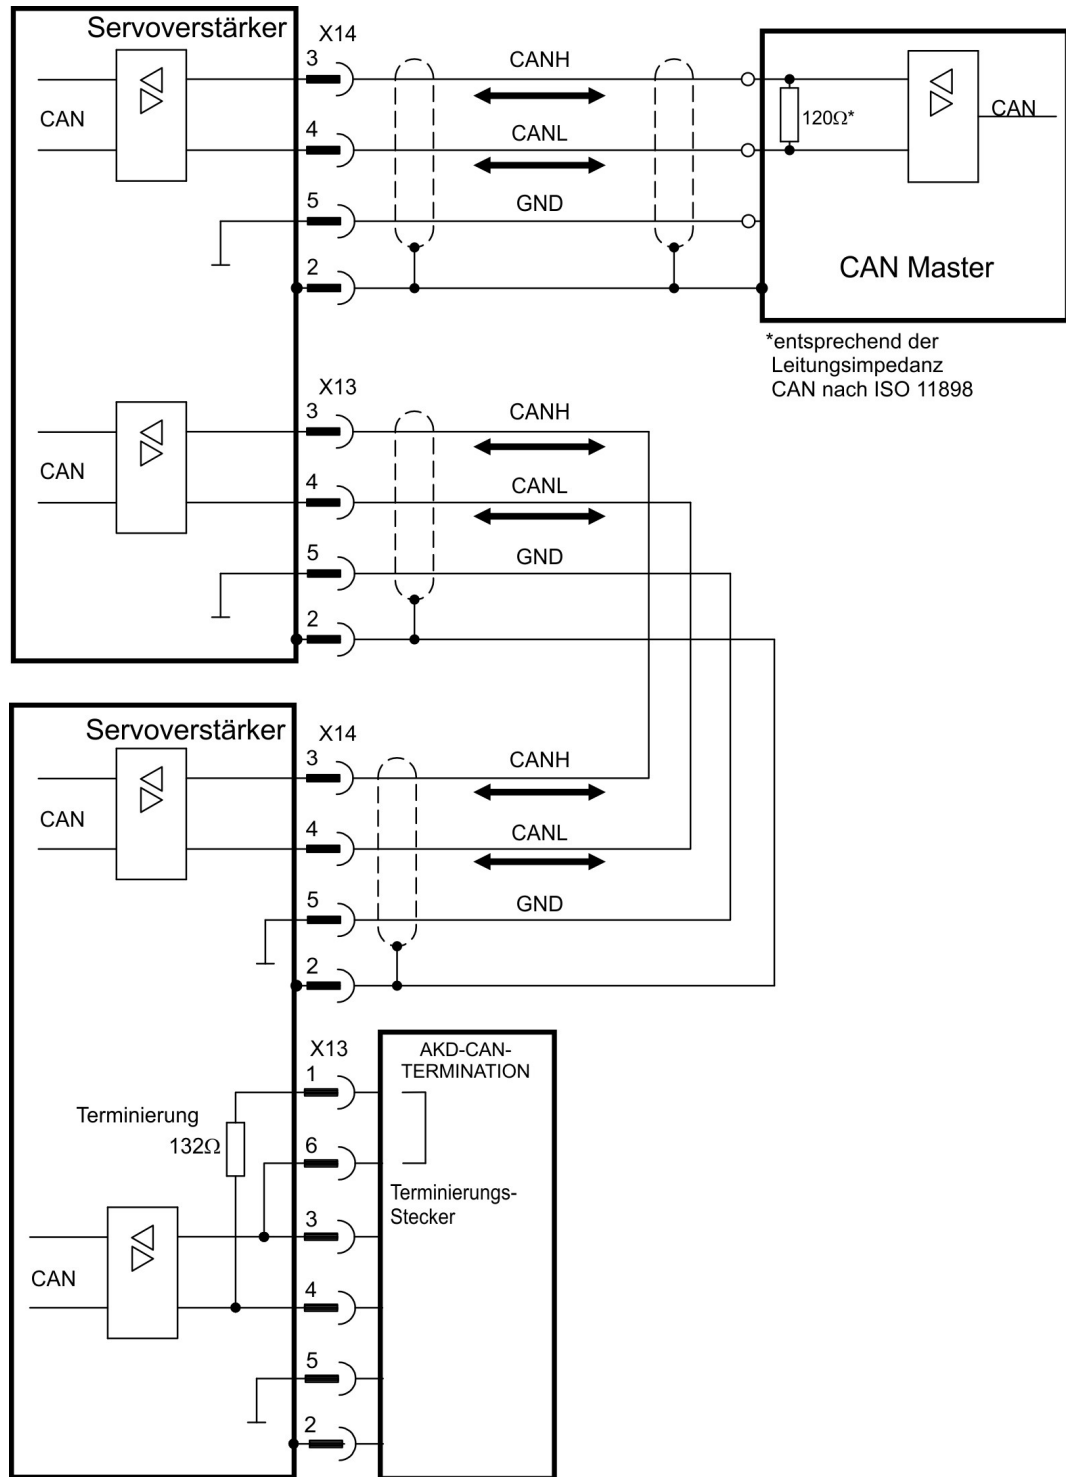 Servoverstärker
X14
3
CANH
CAN
120Ω*
CAN
4
CANL
5
GND
2
CAN Master
*entsprechend der
Leitungsimpedanz
CAN nach ISO 11898
X13
3
CANH
CAN
4
CANL
5
GND
2
Servoverstärker
X14
3
CANH
CAN
4
CANL
5
GND
2
X13
AKD-CAN-
TERMINATION
1
Terminierung
132Ω
6
Terminierungs-
Stecker
3
CAN
4
5
2